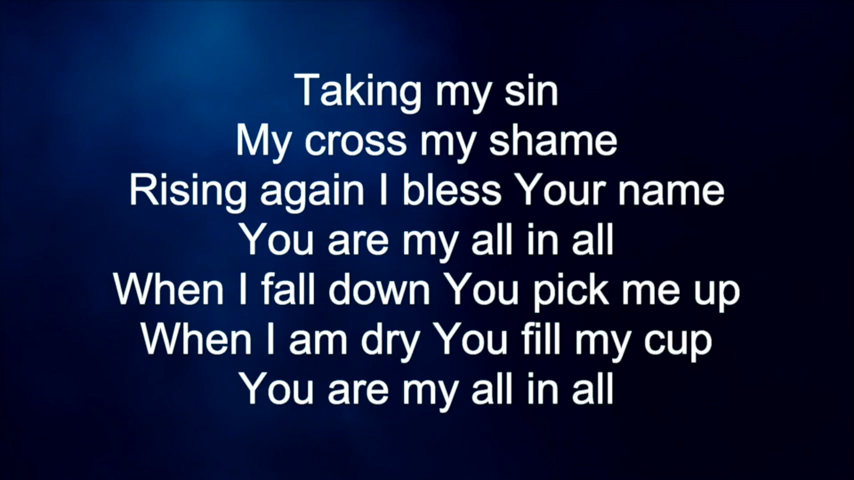 Taking my sin
My cross my shame
Rising again I bless Your name
You are my all in all
When I fall down You pick me up
When I am dry You fill my cup
You are my all in all